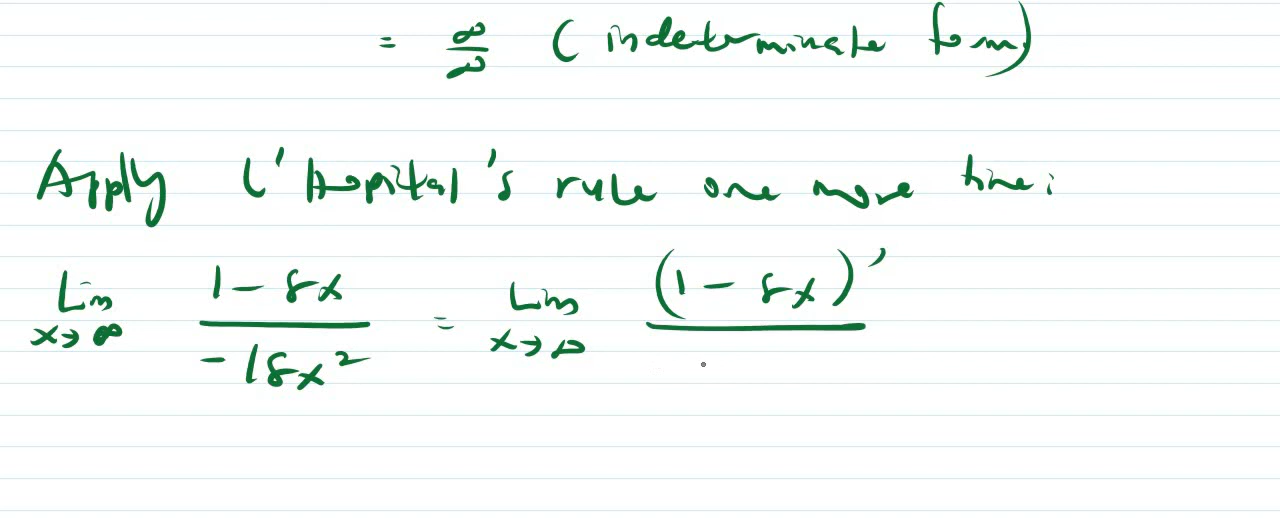 = ∞/∞ (indeterminate form)
Apply L'Hopital's rule one more time:
Lim x→∞ (1 - 8x)/(-18x²) = Lim x→∞ (1 - 8x)'